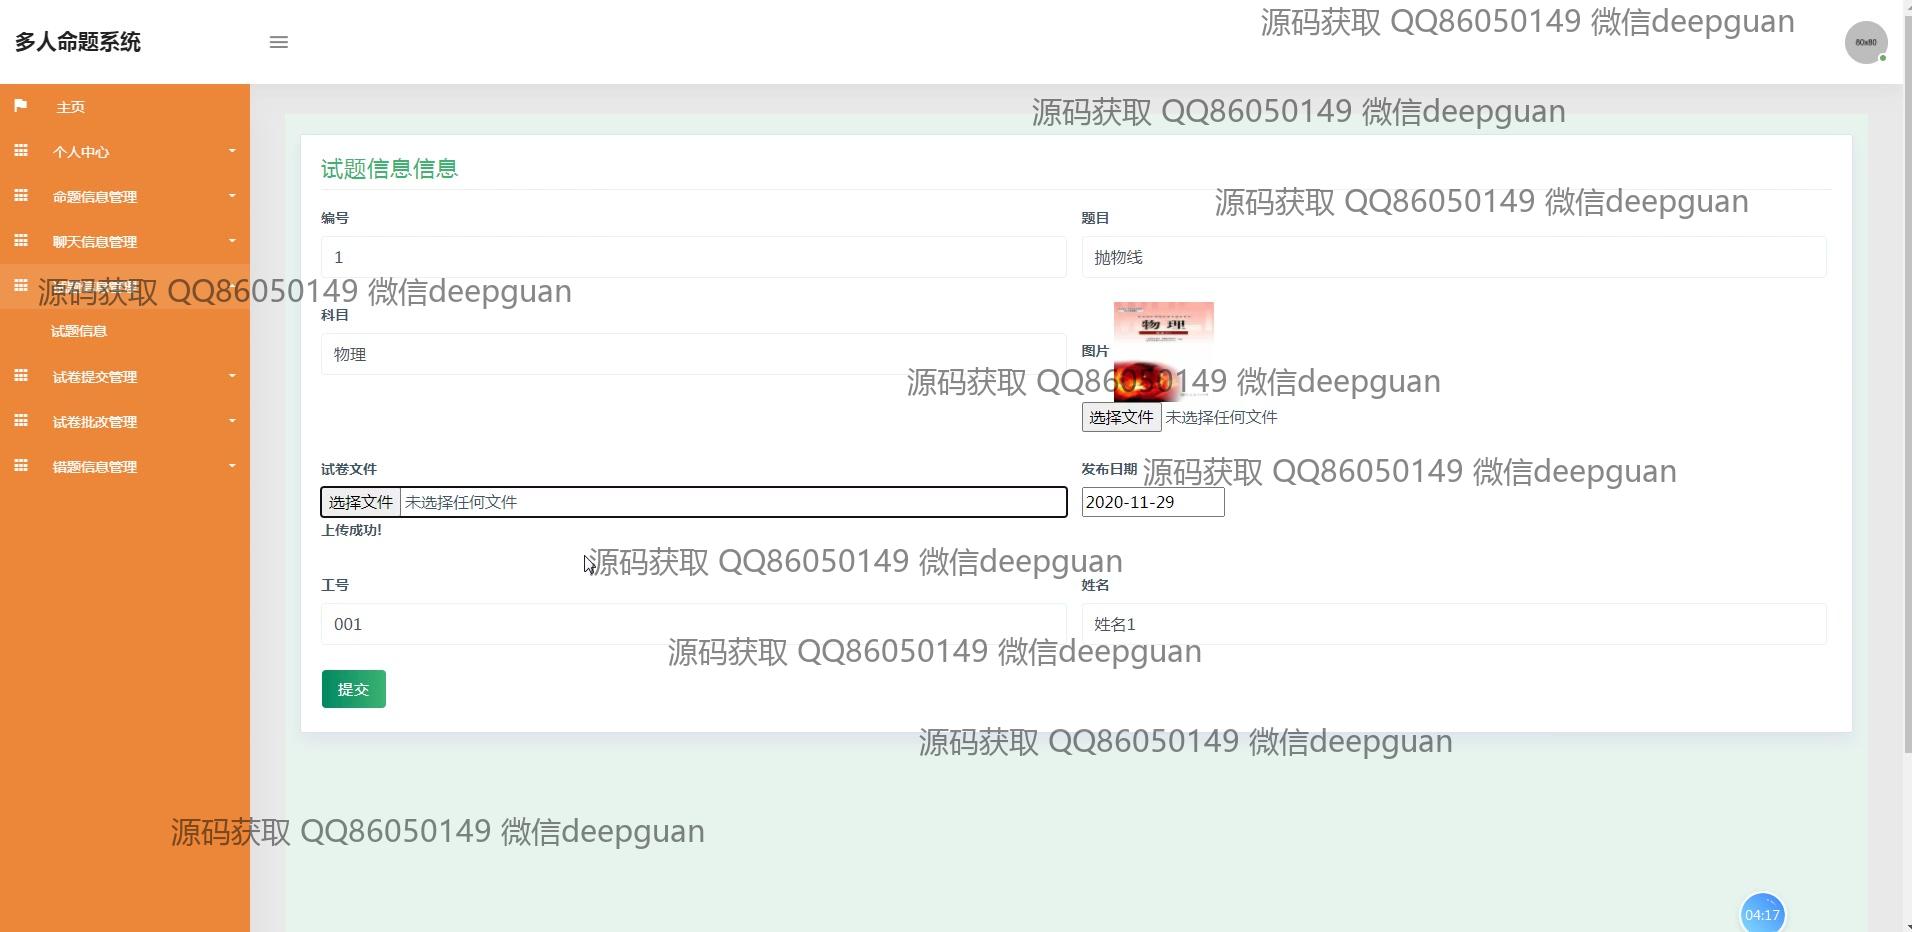 多人命题系统
源码获取 QQ86050149 微信deepguan
60x60
主页
源码获取 QQ86050149 微信deepguan
个人中心
试题信息信息
命题信息管理
源码获取 QQ86050149 微信deepguan
编号
题目
聊天信息管理
1
抛物线
源码获取 QQ86050149 微信deepguan
科目
物理
试题信息
物理
图片
试卷提交管理
源码获取 QQ86050149 微信deepguan
选择文件 未选择任何文件
试卷批改管理
错题信息管理
试卷文件
发布日期
源码获取 QQ86050149 微信deepguan
选择文件 未选择任何文件
2020-11-29
上传成功!
源码获取 QQ86050149 微信deepguan
工号
姓名
001
姓名1
源码获取 QQ86050149 微信deepguan
提交
源码获取 QQ86050149 微信deepguan
源码获取 QQ86050149 微信deepguan
04:17